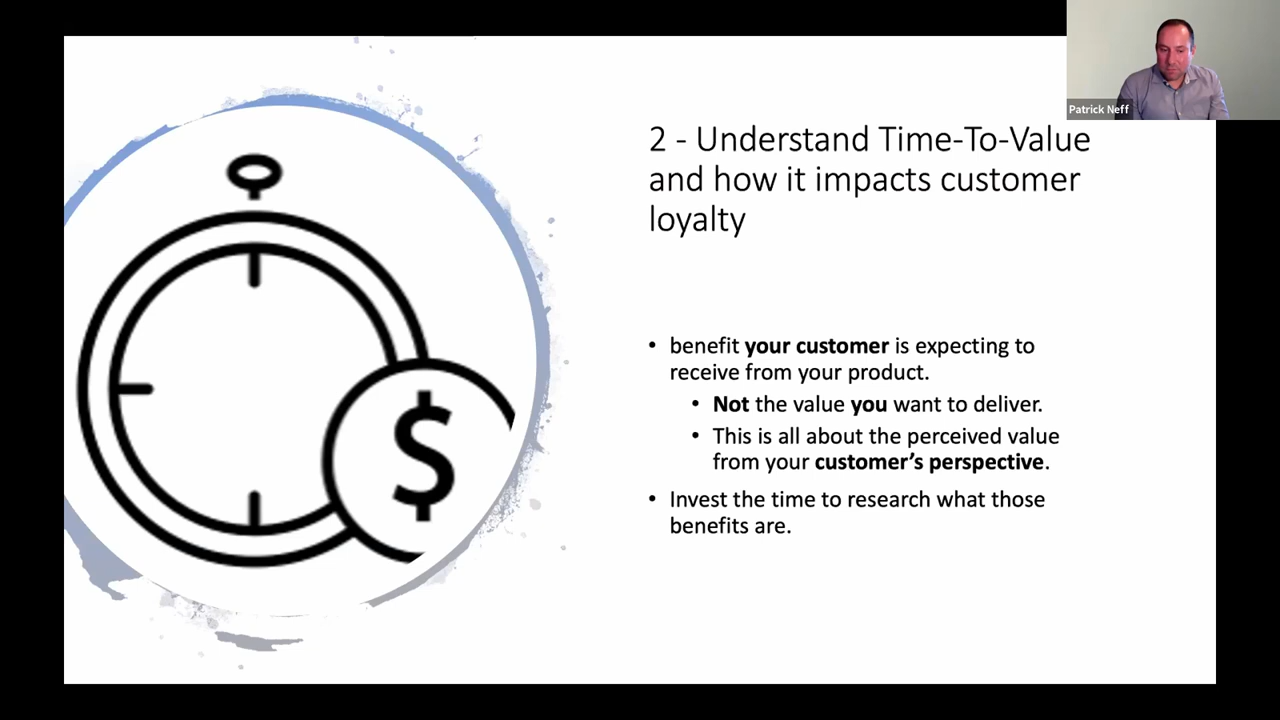 Patrick Neff
2 - Understand Time-To-Value
and how it impacts customer
loyalty
• benefit your customer is expecting to
receive from your product.
• Not the value you want to deliver.
• This is all about the perceived value
from your customer’s perspective.
• Invest the time to research what those
benefits are.
$